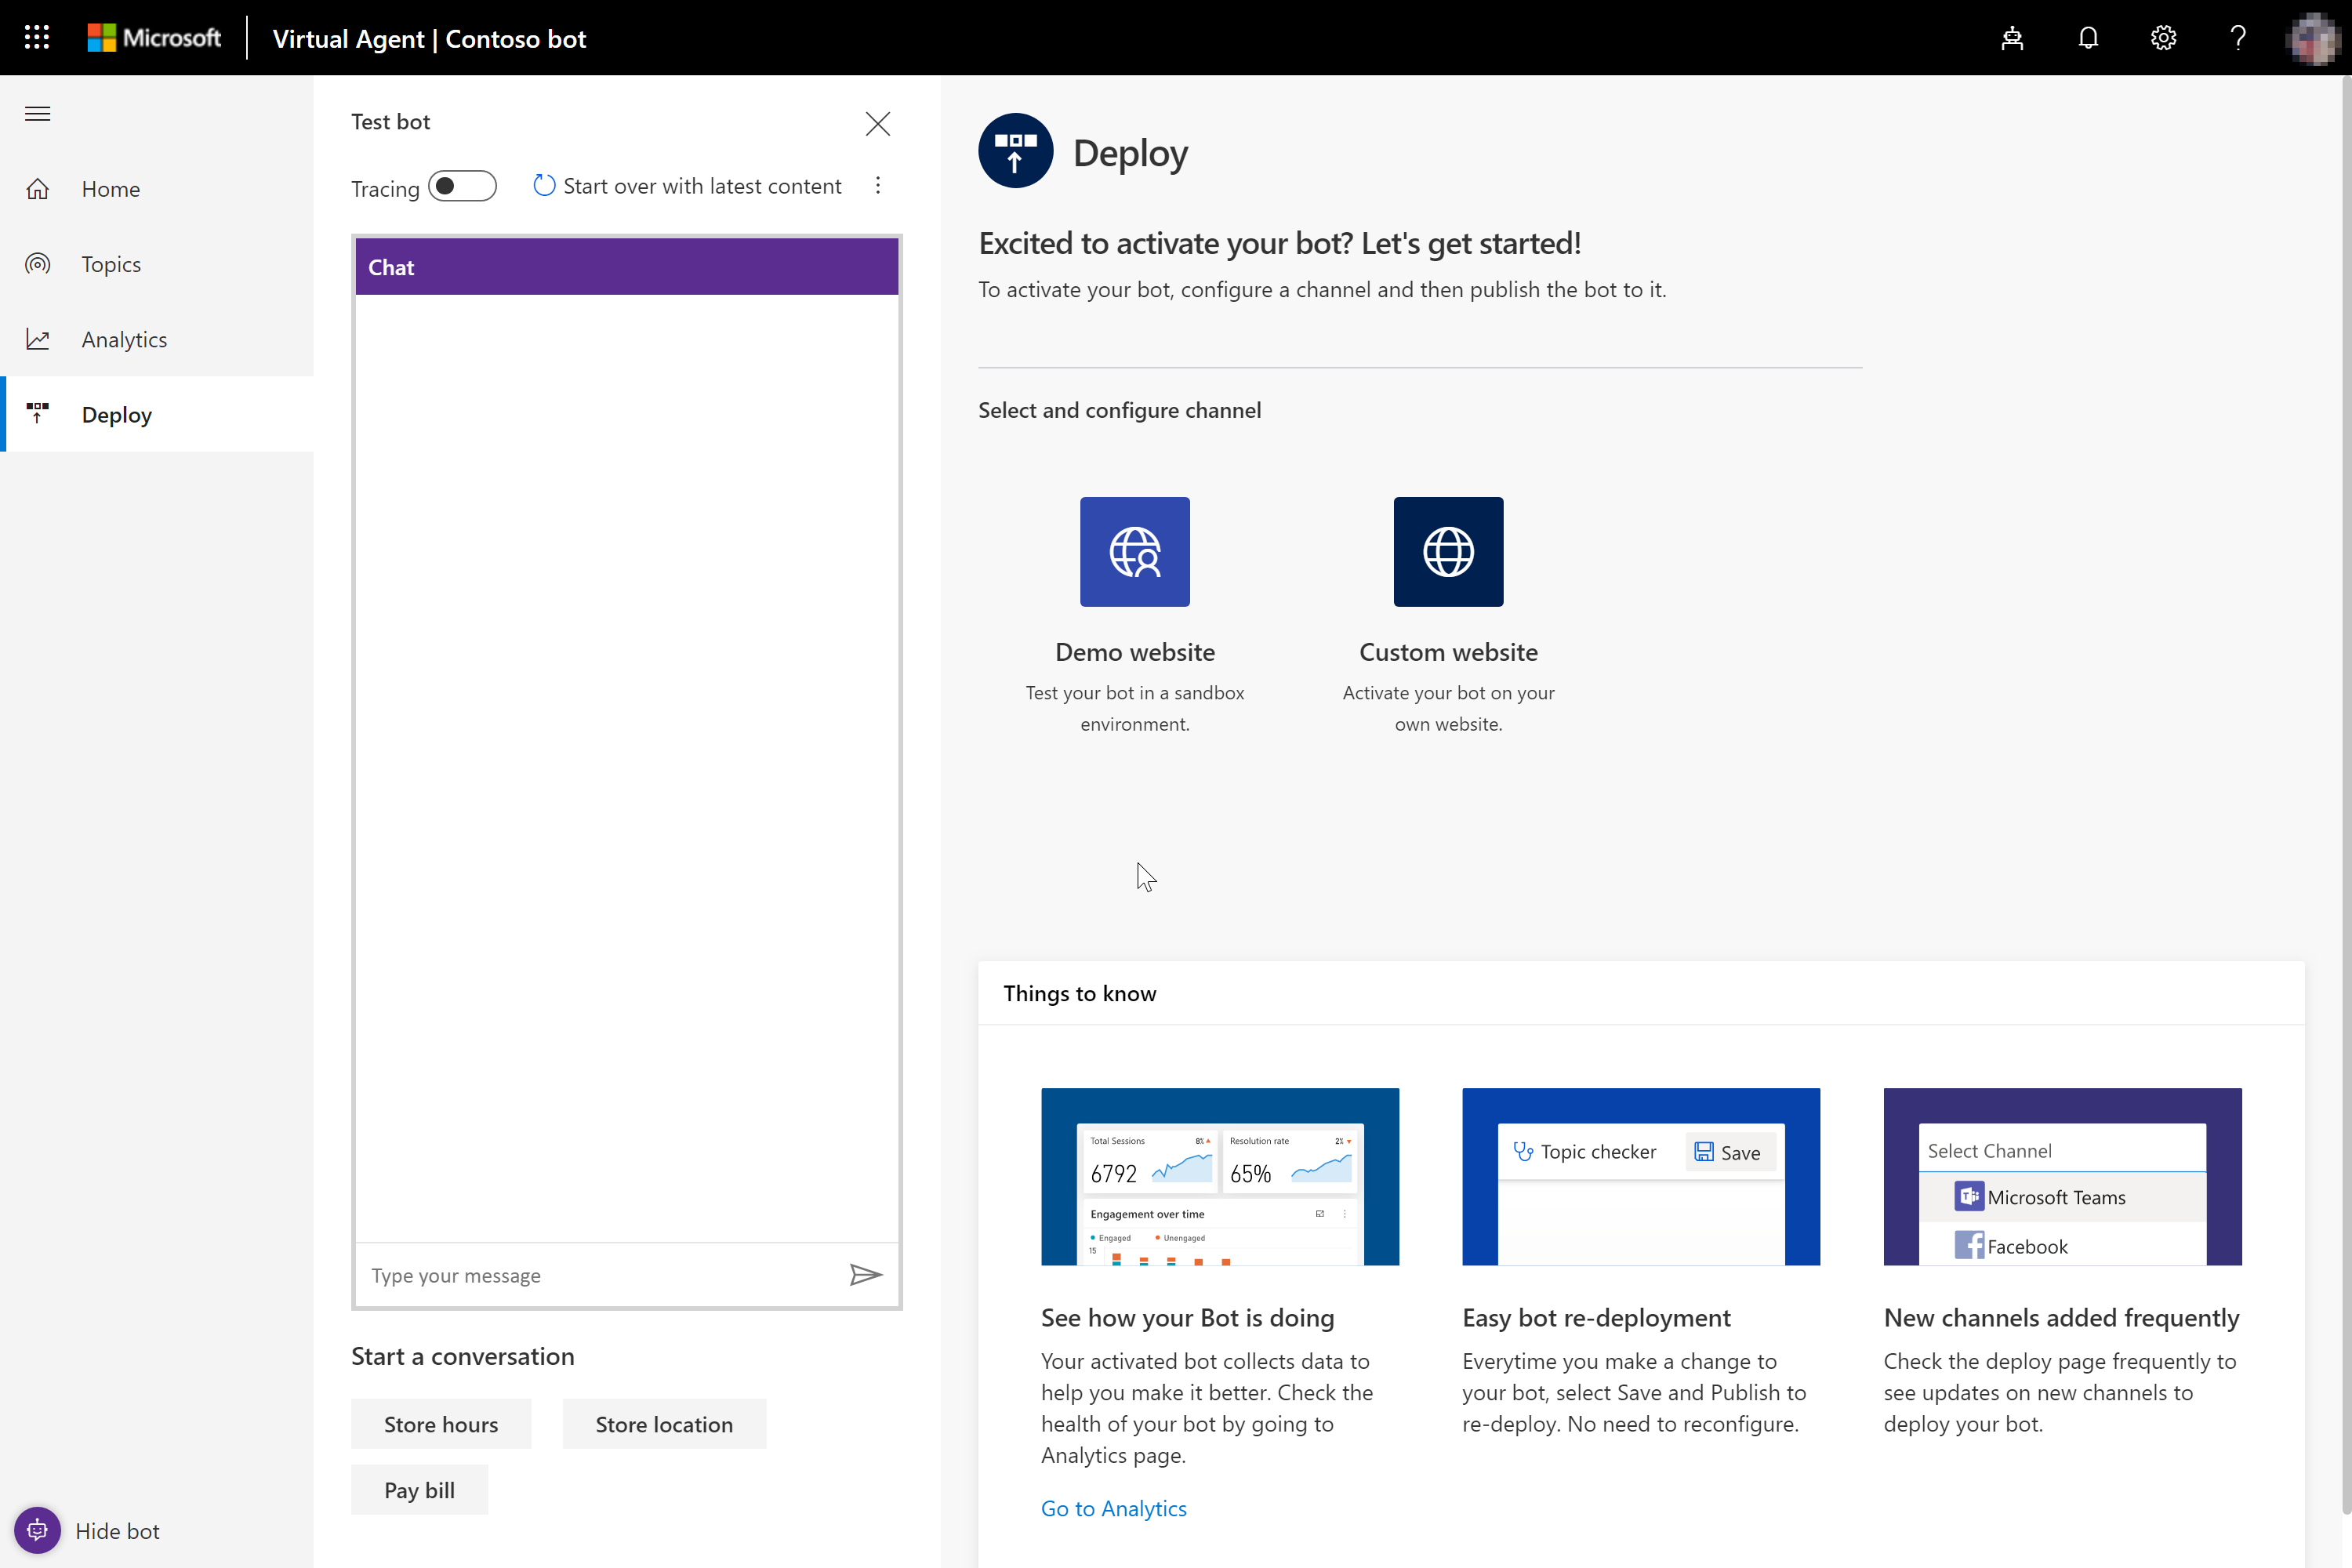 Microsoft
Virtual Agent | Contoso bot
Home
Topics
Analytics
Deploy
Hide bot
Test bot
Tracing
Start over with latest content
Chat
Type your message
Start a conversation
Store hours
Store location
Pay bill
Deploy
Excited to activate your bot? Let's get started!
To activate your bot, configure a channel and then publish the bot to it.
Select and configure channel
Demo website
Test your bot in a sandbox
environment.
Custom website
Activate your bot on your
own website.
Things to know
Total Sessions
8%
6792
Resolution rate
2%
65%
Engagement over time
Engaged
Unengaged
15
See how your Bot is doing
Your activated bot collects data to
help you make it better. Check the
health of your bot by going to
Analytics page.
Go to Analytics
Topic checker
Save
Easy bot re-deployment
Everytime you make a change to
your bot, select Save and Publish to
re-deploy. No need to reconfigure.
Select Channel
Microsoft Teams
Facebook
New channels added frequently
Check the deploy page frequently to
see updates on new channels to
deploy your bot.